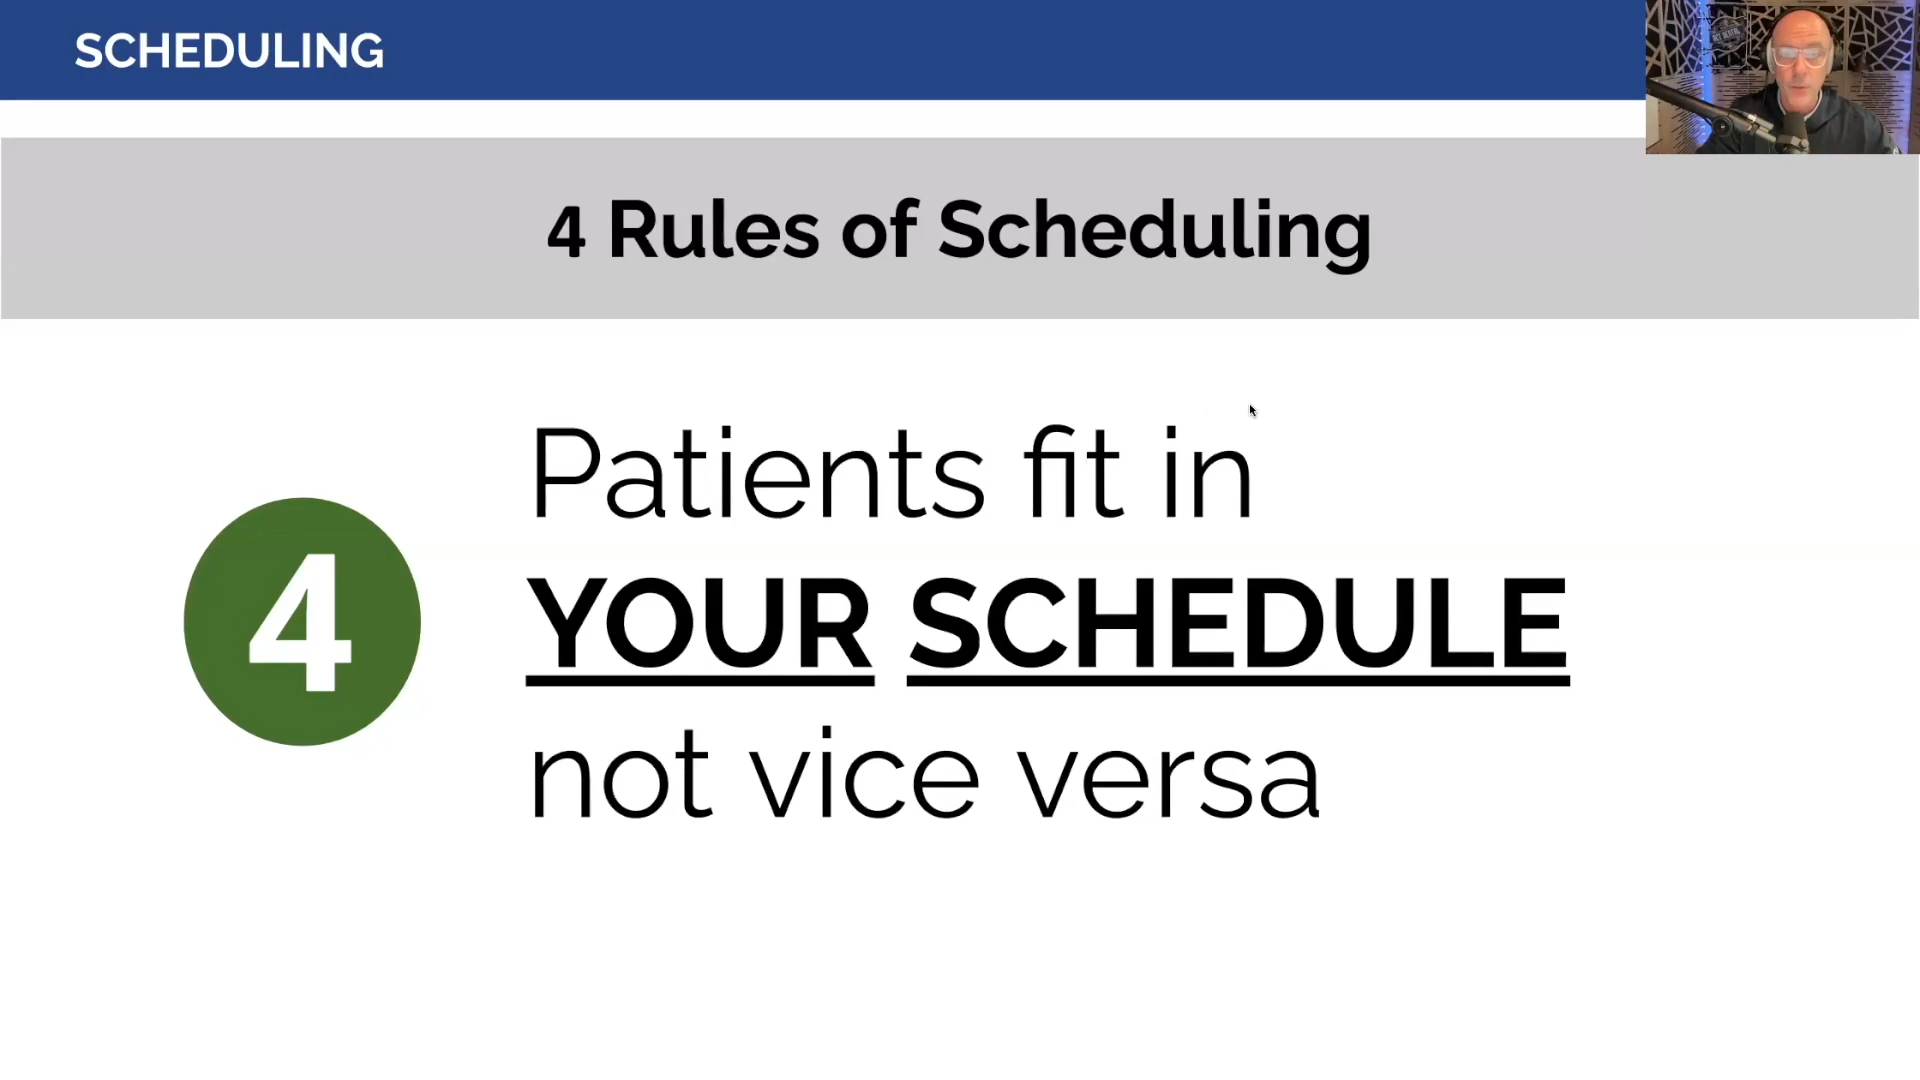 SCHEDULING
4 Rules of Scheduling
4
Patients fit in
YOUR SCHEDULE
not vice versa